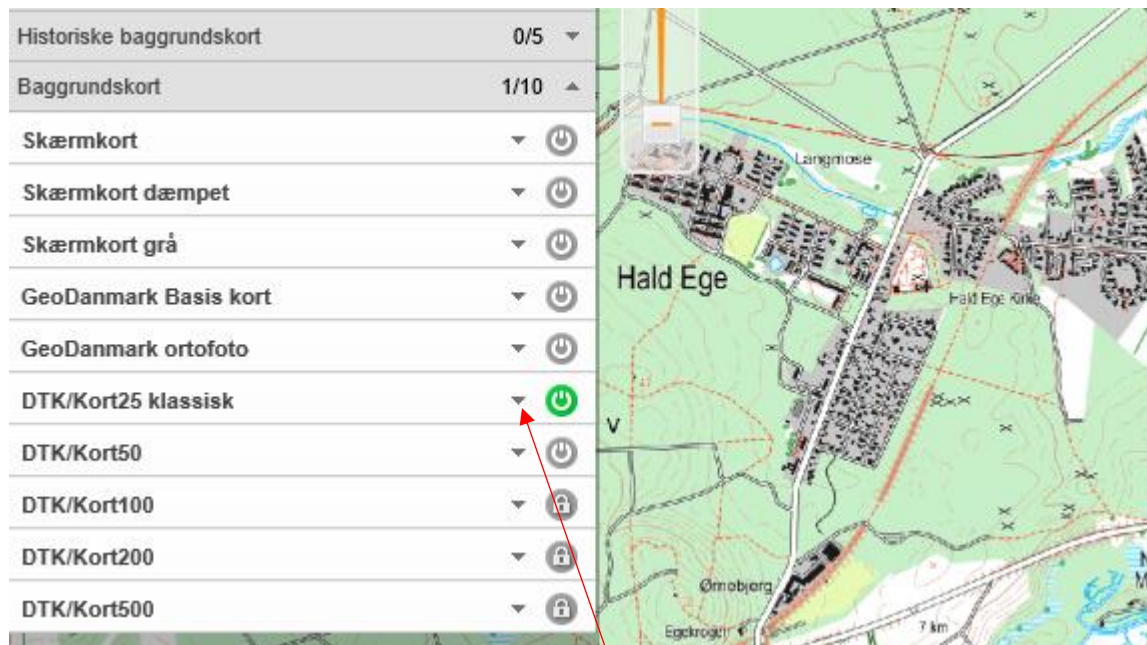 Historiske baggrundskort 0/5
Baggrundskort 1/10
Skærmkort
Skærmkort dæmpet
Skærmkort grå
GeoDanmark Basis kort
GeoDanmark ortofoto
DTK/Kort25 klassisk
DTK/Kort50
DTK/Kort100
DTK/Kort200
DTK/Kort500
Langmose
Hald Ege
Hald Ege Kirke
V
Ørnebjerg
Egekrogen
7 km